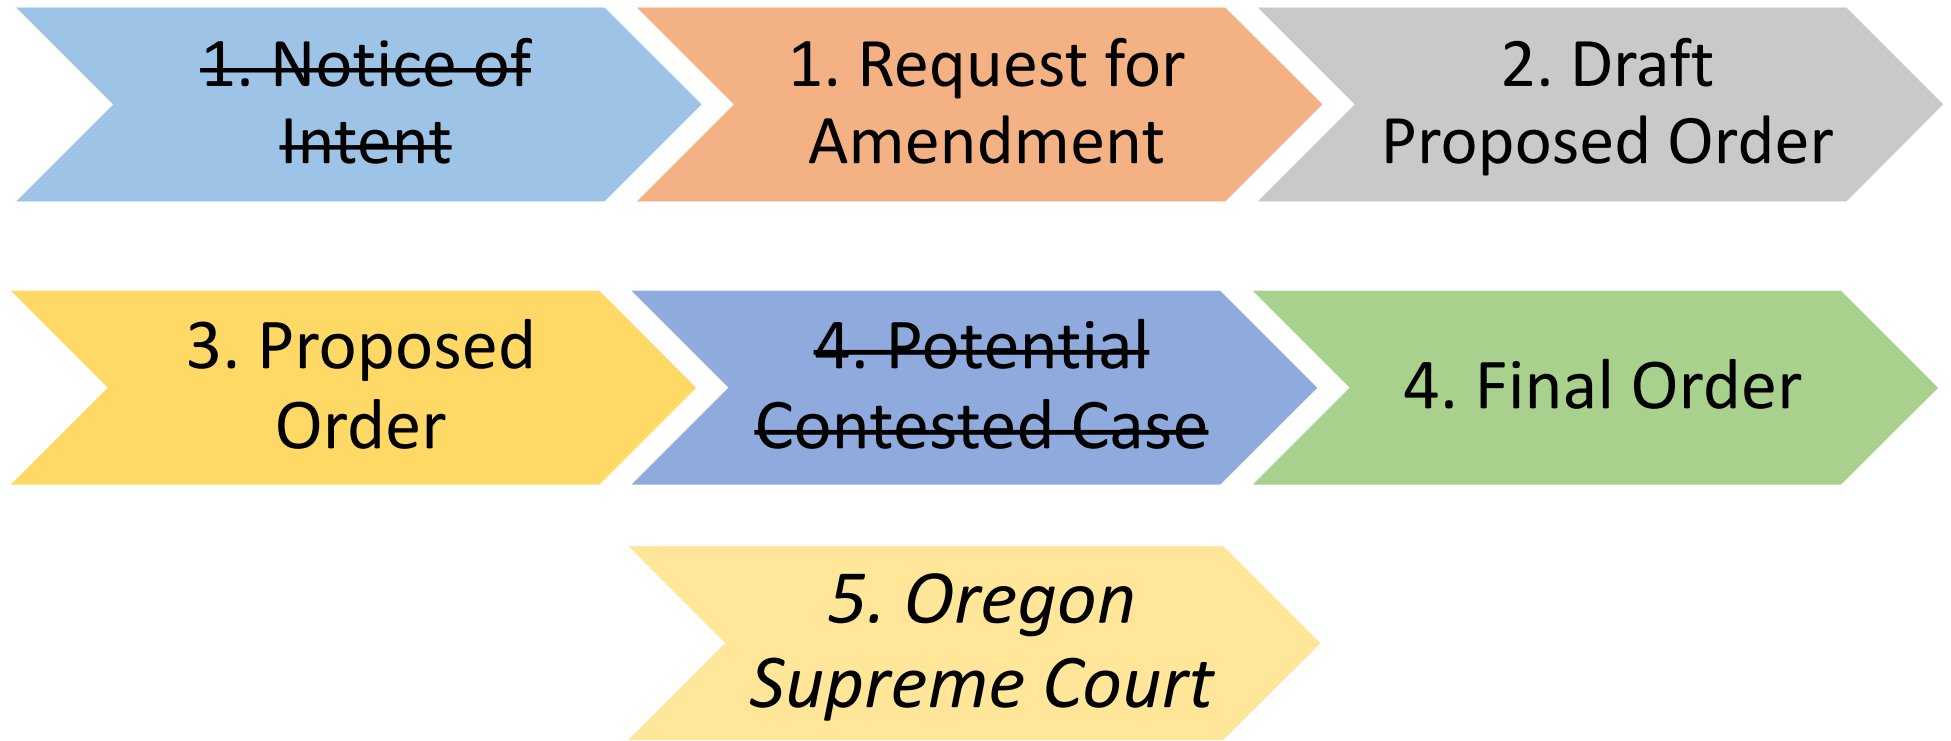 1. Notice of
Intent
1. Request for
Amendment
2. Draft
Proposed Order
3. Proposed
Order
4. Potential
Contested Case
4. Final Order
5. Oregon
Supreme Court